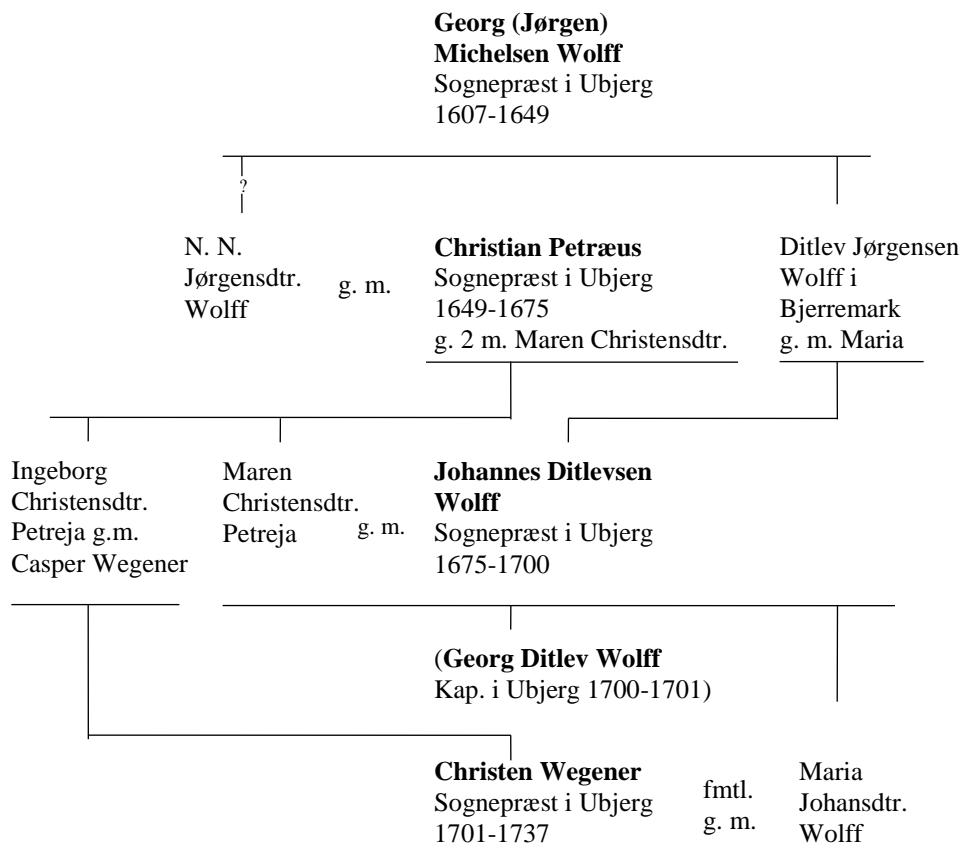 Georg (Jørgen)
Michelsen Wolff
Sognepræst i Ubjerg
1607-1649
?
N. N.
Jørgensdtr.
Wolff
g. m.
Christian Petræus
Sognepræst i Ubjerg
1649-1675
g. 2 m. Maren Christensdtr.
Ditlev Jørgensen
Wolff i
Bjerremark
g. m. Maria
Ingeborg
Christensdtr.
Petreja g.m.
Casper Wegener
Maren
Christensdtr.
Petreja
g. m.
Johannes Ditlevsen
Wolff
Sognepræst i Ubjerg
1675-1700
(Georg Ditlev Wolff
Kap. i Ubjerg 1700-1701)
Christen Wegener
Sognepræst i Ubjerg
1701-1737
fmtl.
g. m.
Maria
Johansdtr.
Wolff